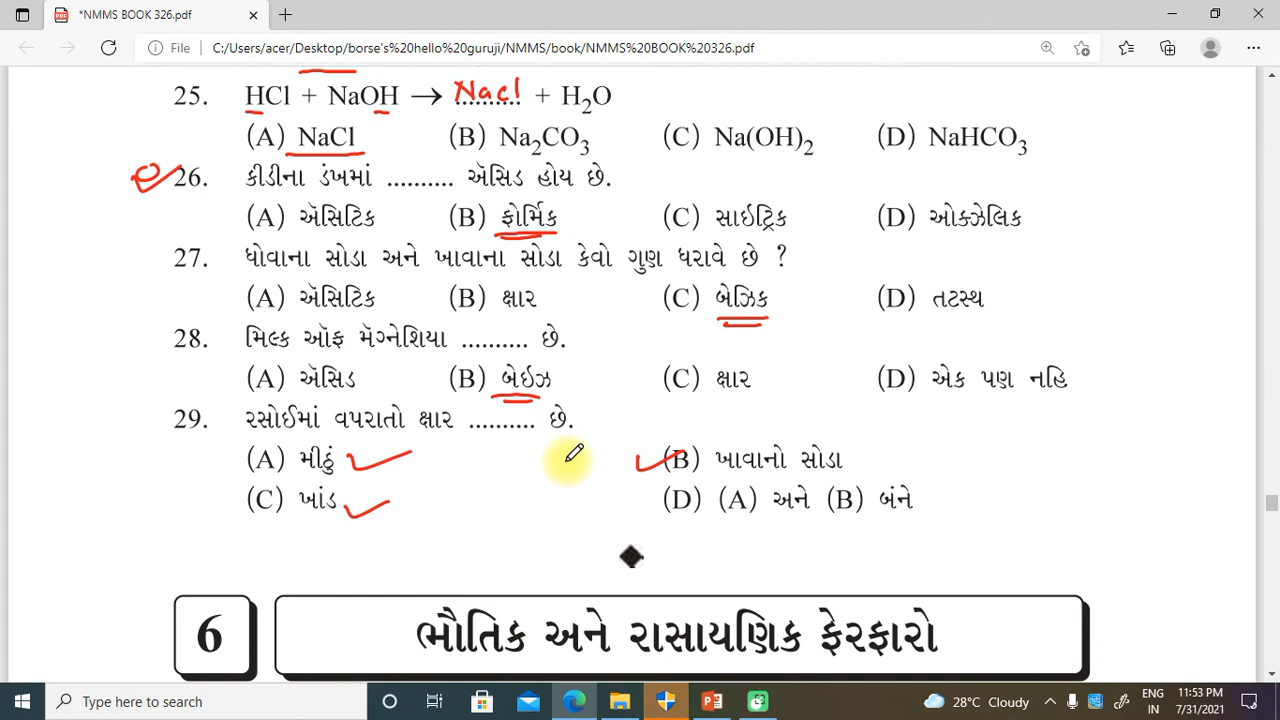 *NMMS BOOK 326.pdf
File C:/Users/acer/Desktop/borse's%20hello%20guruji/NMMS/book/NMMS%20BOOK%20326.pdf
25. HCl + NaOH → Nacl .......... + H2O
(A) NaCl (B) Na2CO3 (C) Na(OH)2 (D) NaHCO3
26. કીડીના ડંખમાં .......... ઍસિડ હોય છે.
(A) ઍસિટિક (B) ફોર્મિક (C) સાઇટ્રિક (D) ઓક્ઝેલિક
27. ધોવાના સોડા અને ખાવાના સોડા કેવો ગુણ ધરાવે છે ?
(A) ઍસિટિક (B) ક્ષાર (C) બેઝિક (D) તટસ્થ
28. મિલ્ક ઑફ મૅગ્નેશિયા .......... છે.
(A) ઍસિડ (B) બેઇઝ (C) ક્ષાર (D) એક પણ નહિ
29. રસોઈમાં વપરાતો ક્ષાર .......... છે.
(A) મીઠું (B) ખાવાનો સોડા
(C) ખાંડ (D) (A) અને (B) બંને
6 ભૌતિક અને રાસાયણિક ફેરફારો
Type here to search 28°C Cloudy ENG 11:53 PM
IN 7/31/2021